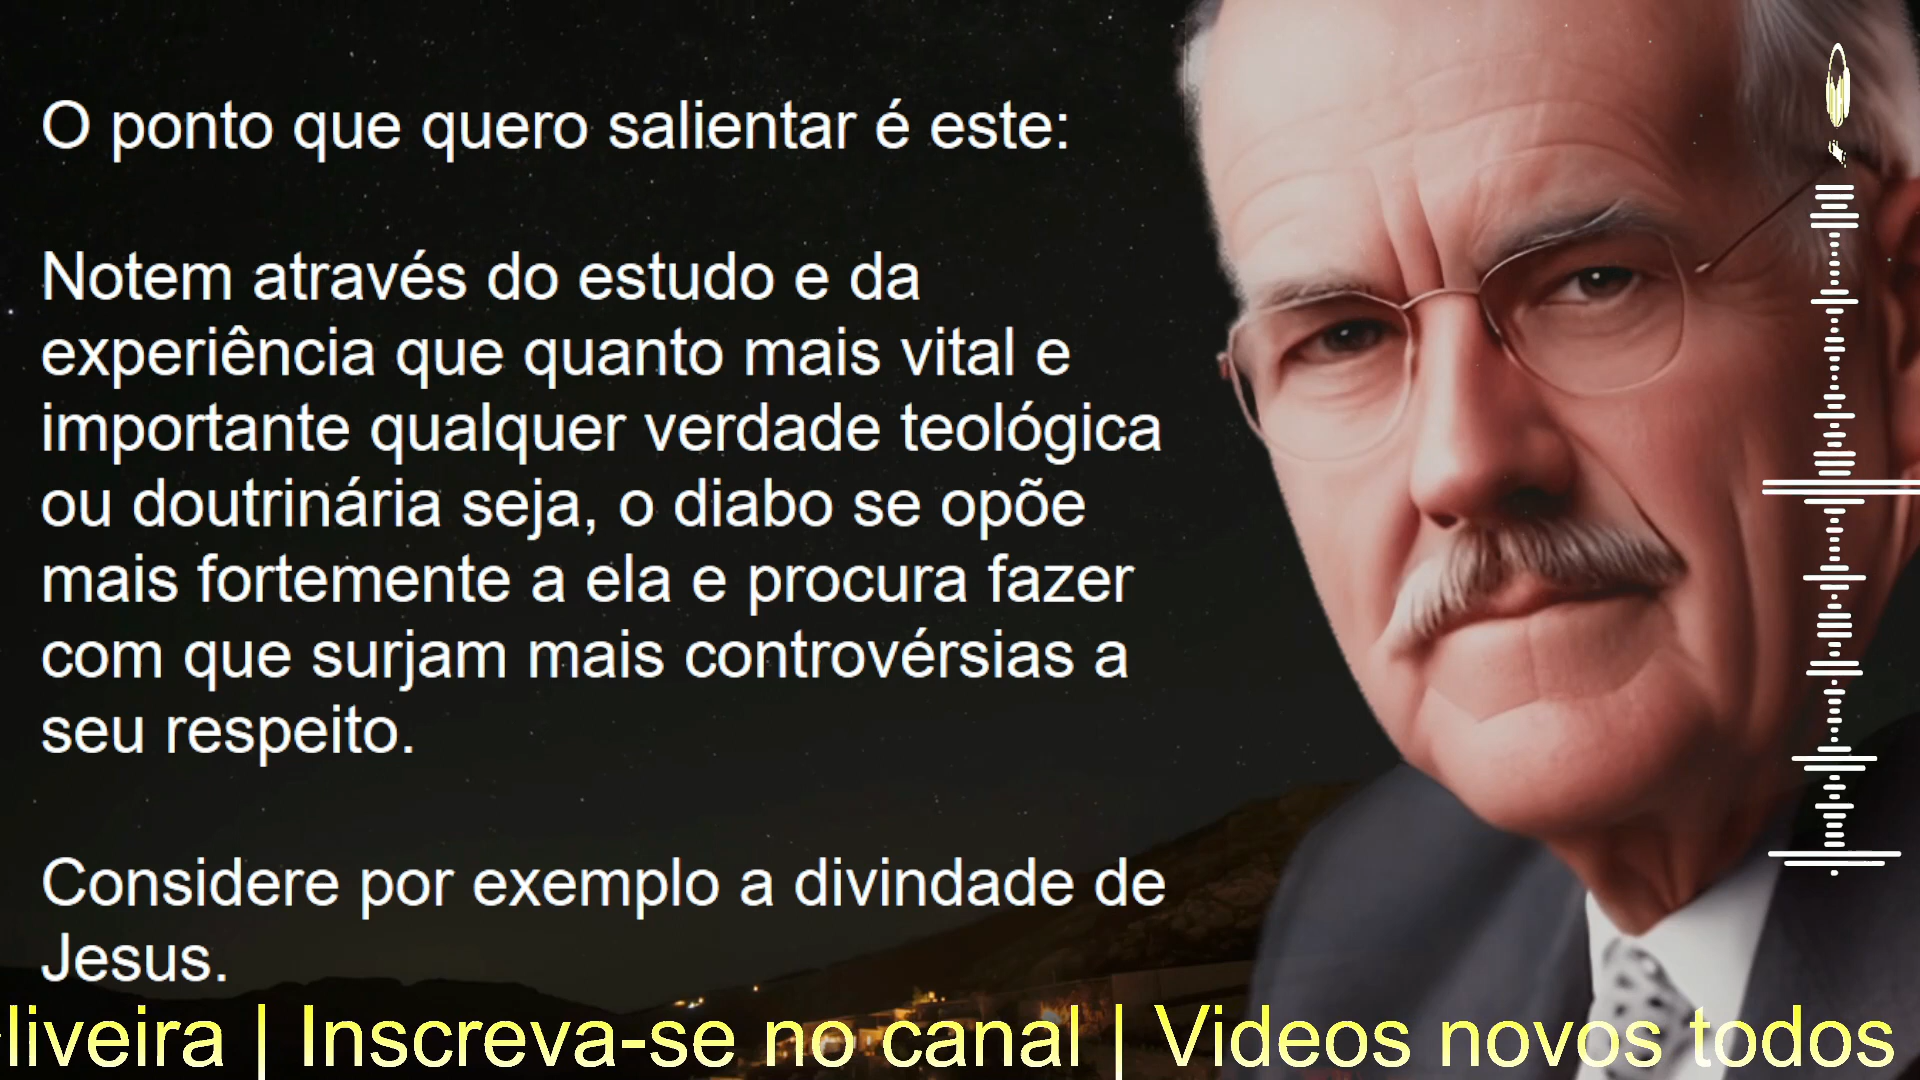 O ponto que quero salientar é este:
Notem através do estudo e da
experiência que quanto mais vital e
importante qualquer verdade teológica
ou doutrinária seja, o diabo se opõe
mais fortemente a ela e procura fazer
com que surjam mais controvérsias a
seu respeito.
Considere por exemplo a divindade de
Jesus.
liveira | Inscreva-se no canal | Videos novos todos